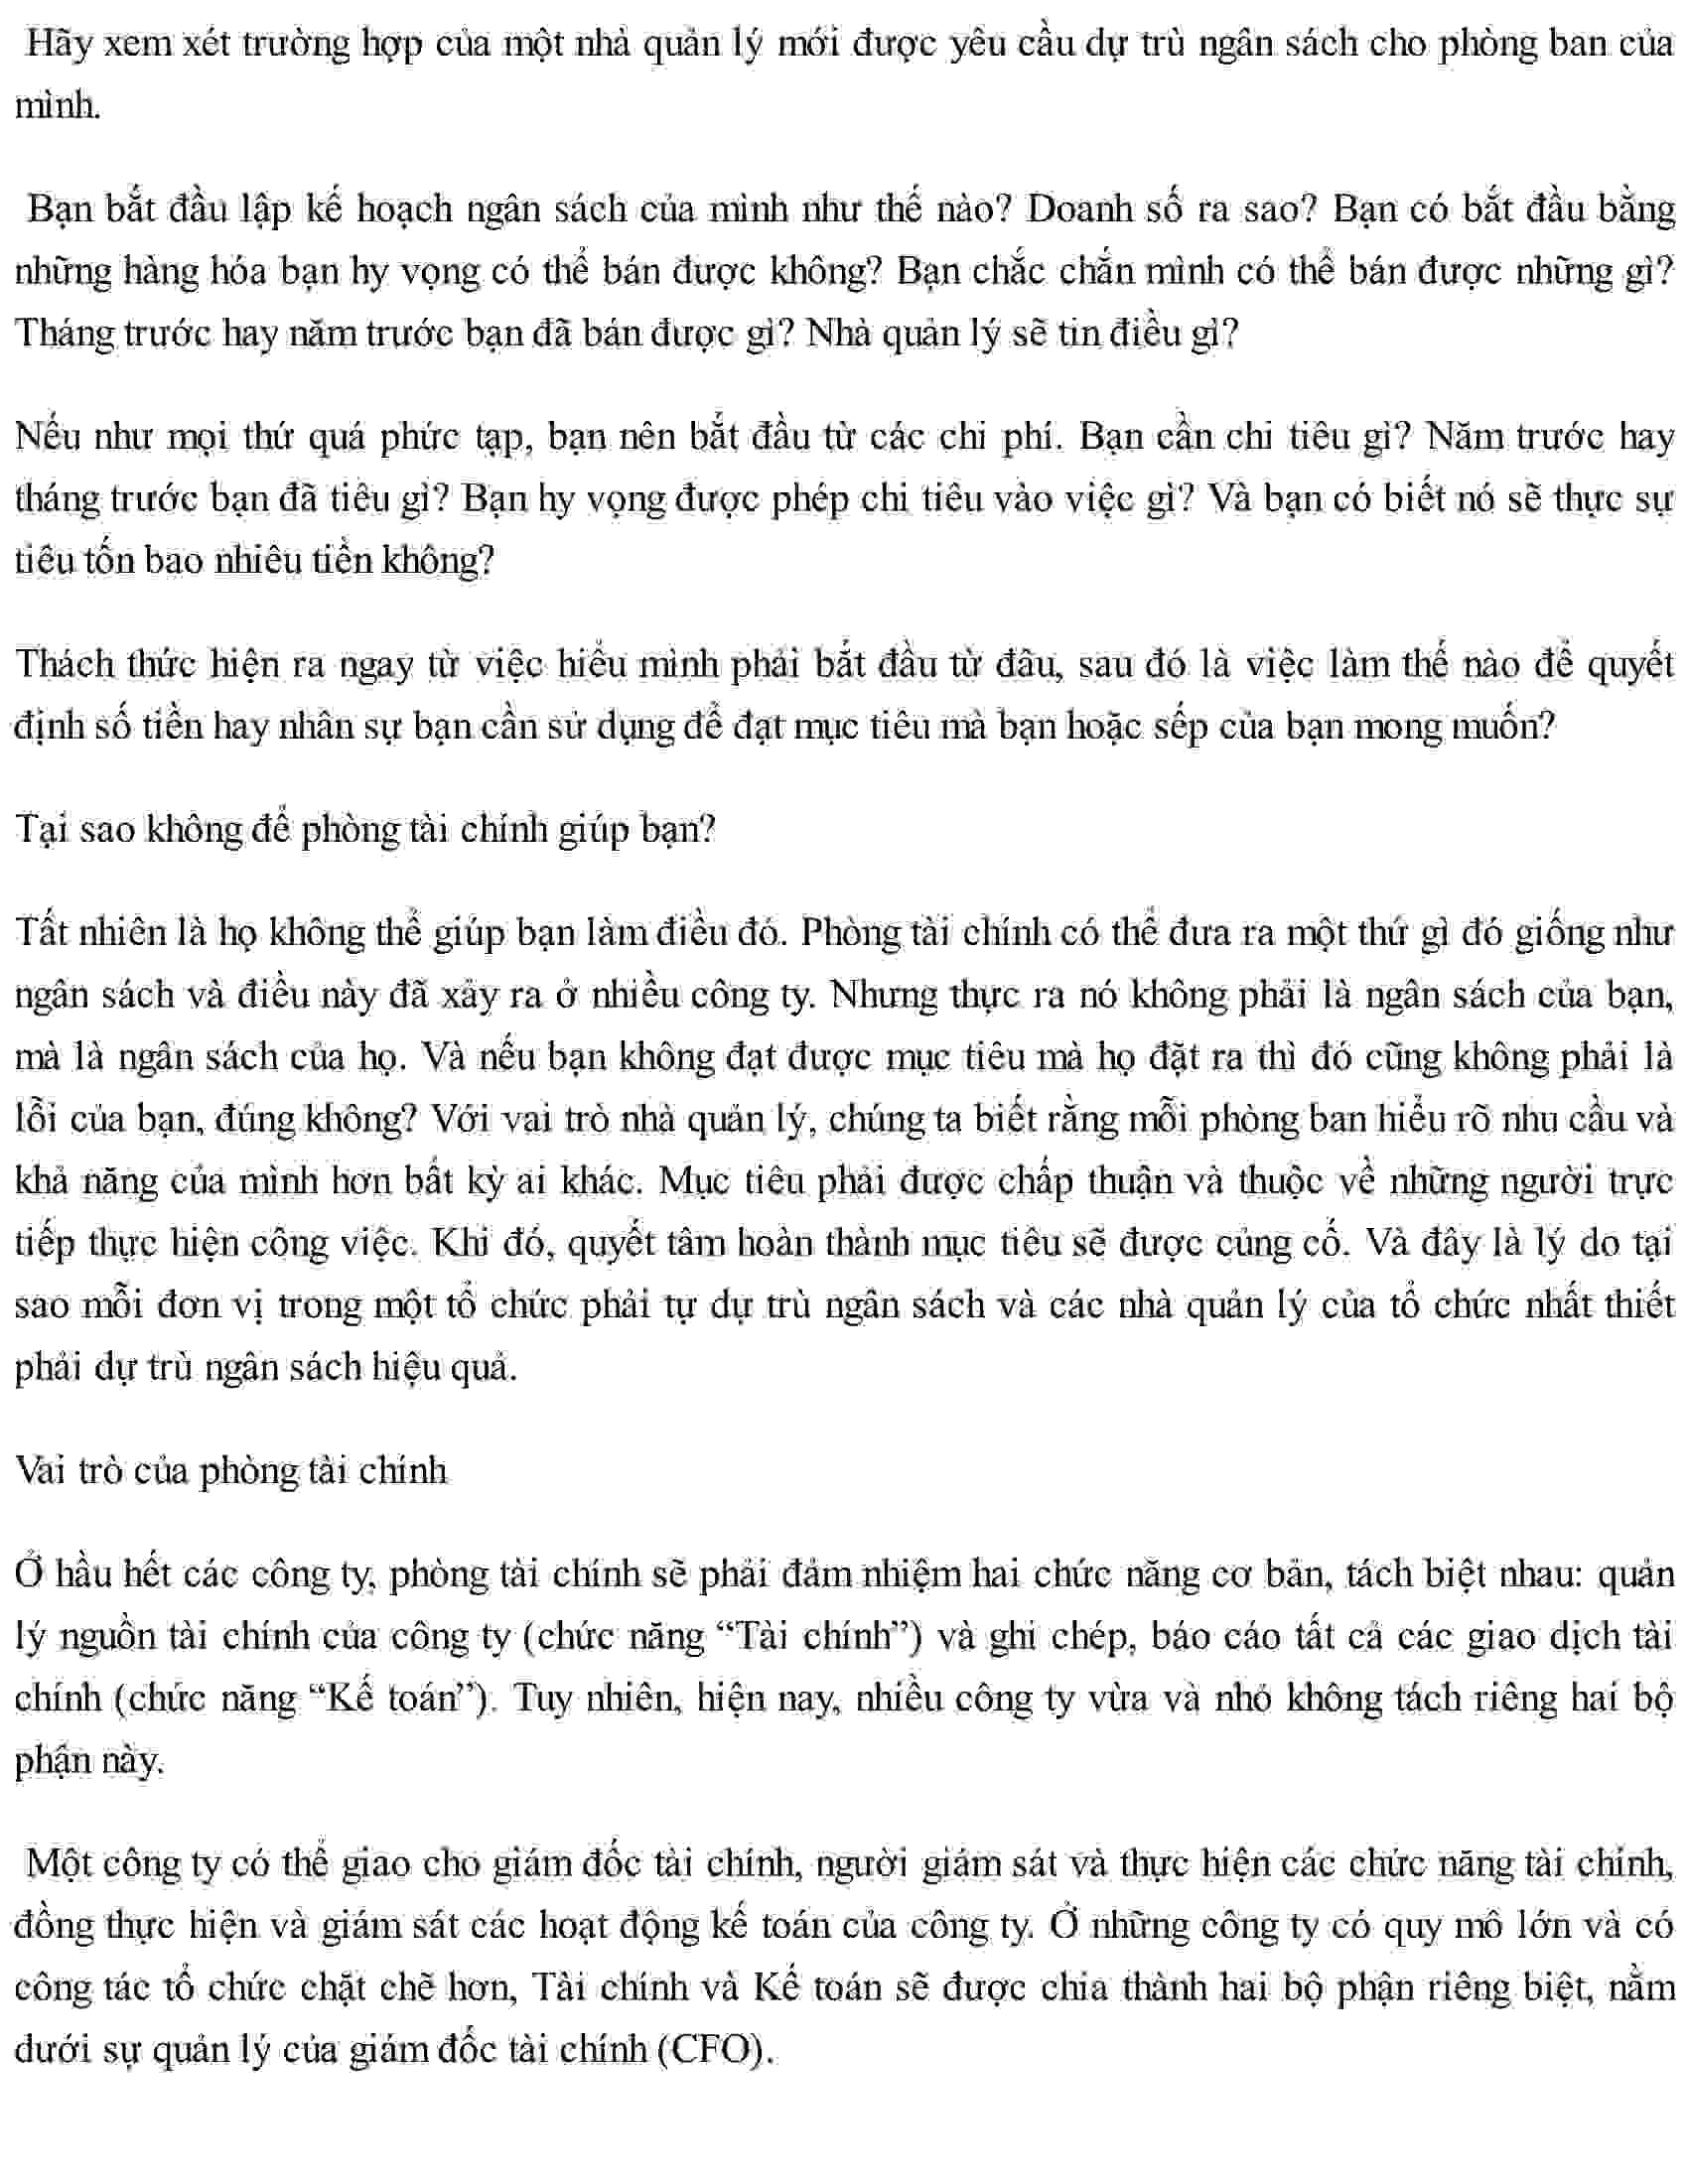 Hãy xem xét trường hợp của một nhà quản lý mới được yêu cầu dự trù ngân sách cho phòng ban của
mình.
Bạn bắt đầu lập kế hoạch ngân sách của mình như thế nào? Doanh số ra sao? Bạn có bắt đầu bằng
những hàng hóa bạn hy vọng có thể bán được không? Bạn chắc chắn mình có thể bán được những gì?
Tháng trước hay năm trước bạn đã bán được gì? Nhà quản lý sẽ tin điều gì?
Nếu như mọi thứ quá phức tạp, bạn nên bắt đầu từ các chi phí. Bạn cần chi tiêu gì? Năm trước hay
tháng trước bạn đã tiêu gì? Bạn hy vọng được phép chi tiêu vào việc gì? Và bạn có biết nó sẽ thực sự
tiêu tốn bao nhiêu tiền không?
Thách thức hiện ra ngay từ việc hiểu mình phải bắt đầu từ đâu, sau đó là việc làm thế nào để quyết
định số tiền hay nhân sự bạn cần sử dụng để đạt mục tiêu mà bạn hoặc sếp của bạn mong muốn?
Tại sao không để phòng tài chính giúp bạn?
Tất nhiên là họ không thể giúp bạn làm điều đó. Phòng tài chính có thể đưa ra một thứ gì đó giống như
ngân sách và điều này đã xảy ra ở nhiều công ty. Nhưng thực ra nó không phải là ngân sách của bạn,
mà là ngân sách của họ. Và nếu bạn không đạt được mục tiêu mà họ đặt ra thì đó cũng không phải là
lỗi của bạn, đúng không? Với vai trò nhà quản lý, chúng ta biết rằng mỗi phòng ban hiểu rõ nhu cầu và
khả năng của mình hơn bất kỳ ai khác. Mục tiêu phải được chấp thuận và thuộc về những người trực
tiếp thực hiện công việc. Khi đó, quyết tâm hoàn thành mục tiêu sẽ được củng cố. Và đây là lý do tại
sao mỗi đơn vị trong một tổ chức phải tự dự trù ngân sách và các nhà quản lý của tổ chức nhất thiết
phải dự trù ngân sách hiệu quả.
Vai trò của phòng tài chính
Ở hầu hết các công ty, phòng tài chính sẽ phải đảm nhiệm hai chức năng cơ bản, tách biệt nhau: quản
lý nguồn tài chính của công ty (chức năng “Tài chính”) và ghi chép, báo cáo tất cả các giao dịch tài
chính (chức năng “Kế toán”). Tuy nhiên, hiện nay, nhiều công ty vừa và nhỏ không tách riêng hai bộ
phận này.
Một công ty có thể giao cho giám đốc tài chính, người giám sát và thực hiện các chức năng tài chính,
đồng thực hiện và giám sát các hoạt động kế toán của công ty. Ở những công ty có quy mô lớn và có
công tác tổ chức chặt chẽ hơn, Tài chính và Kế toán sẽ được chia thành hai bộ phận riêng biệt, nằm
dưới sự quản lý của giám đốc tài chính (CFO).